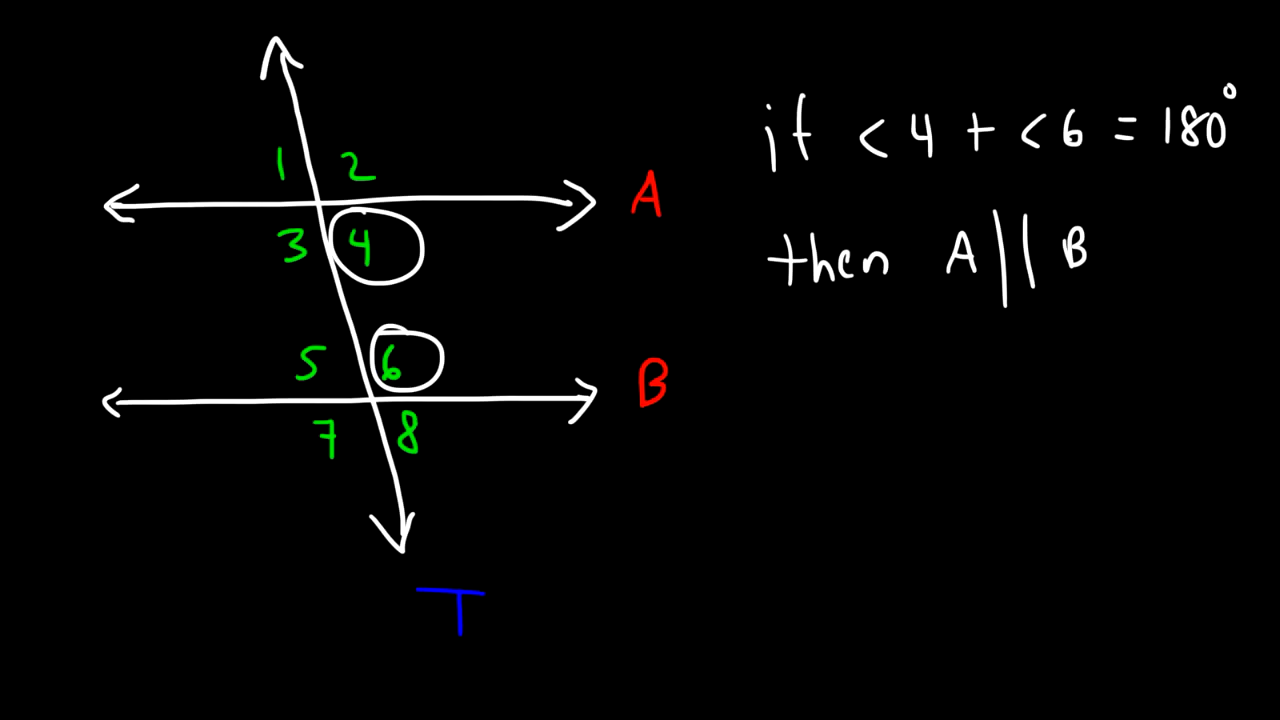 1 2
A
3 4
5 6
B
7 8
T
if < 4 + < 6 = 180°
then A || B